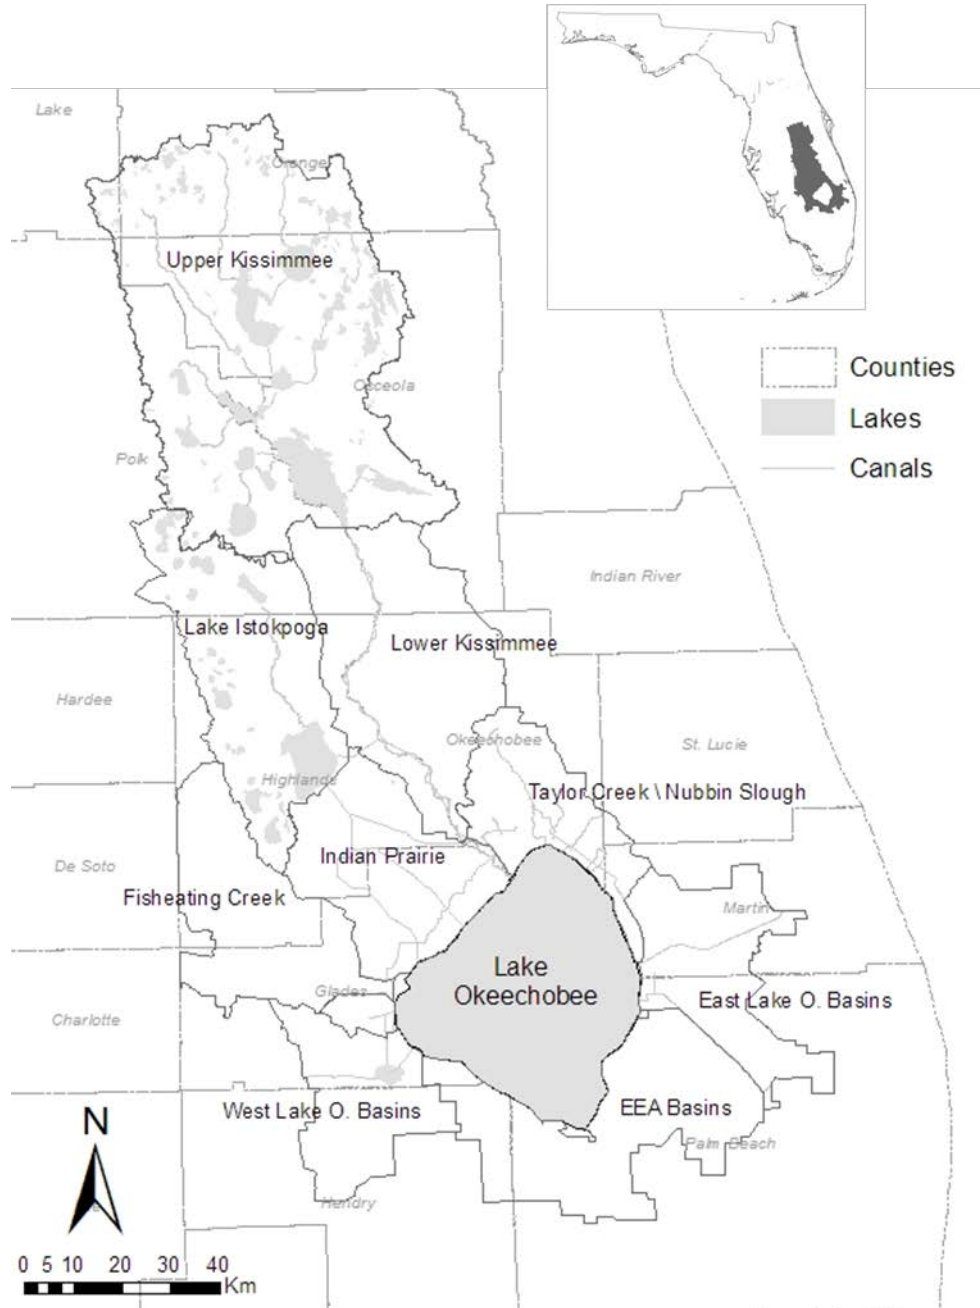 Lake
Orange
Upper Kissimmee
Counties
Osceola
Lakes
Polk
Canals
Indian River
Lake Istokpoga
Lower Kissimmee
Hardee
Okeechobee
St. Lucie
Highlands
Taylor Creek \ Nubbin Slough
Indian Prairie
De Soto
Fisheating Creek
Martin
Lake
Okeechobee
Glades
East Lake O. Basins
Charlotte
West Lake O. Basins
EEA Basins
N
Palm Beach
Hendry
0 5 10 20 30 40
Km